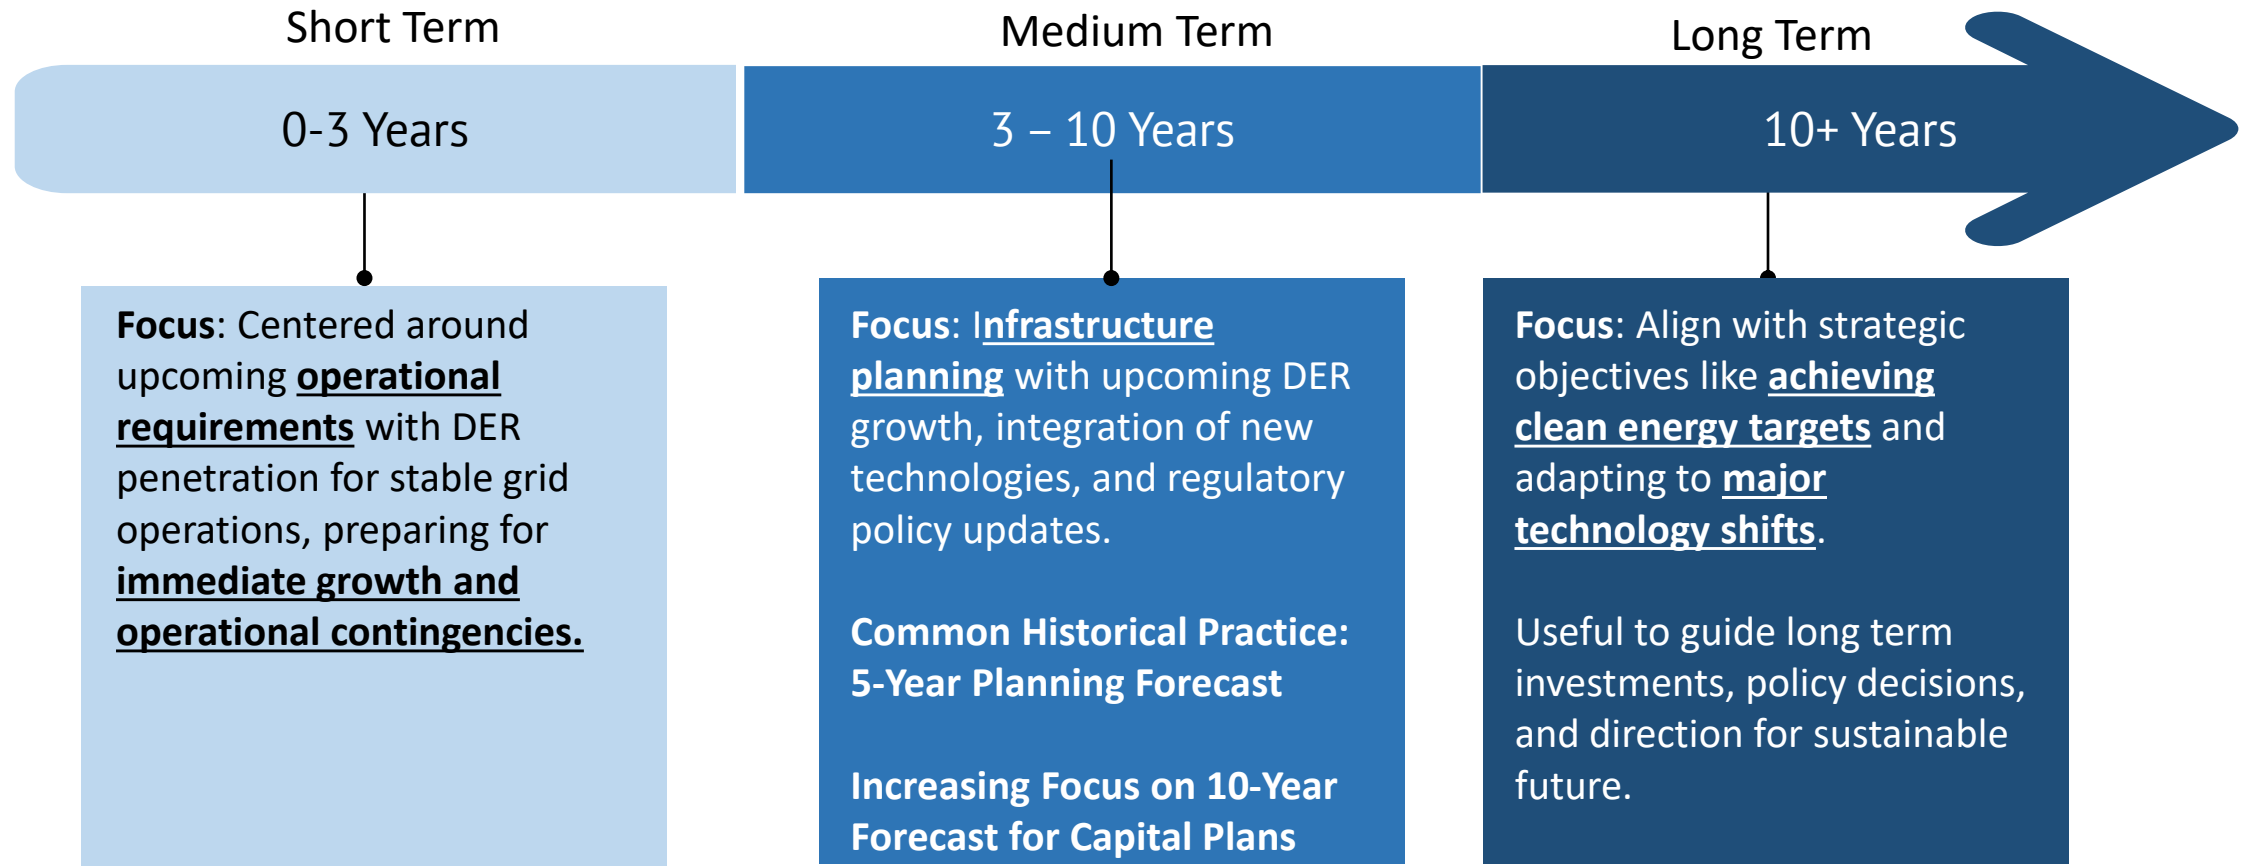 Short Term
Medium Term
Long Term
0-3 Years
3 – 10 Years
10+ Years
Focus: Centered around
upcoming operational
requirements with DER
penetration for stable grid
operations, preparing for
immediate growth and
operational contingencies.
Focus: Infrastructure
planning with upcoming DER
growth, integration of new
technologies, and regulatory
policy updates.
Common Historical Practice:
5-Year Planning Forecast
Increasing Focus on 10-Year
Forecast for Capital Plans
Focus: Align with strategic
objectives like achieving
clean energy targets and
adapting to major
technology shifts.
Useful to guide long term
investments, policy decisions,
and direction for sustainable
future.